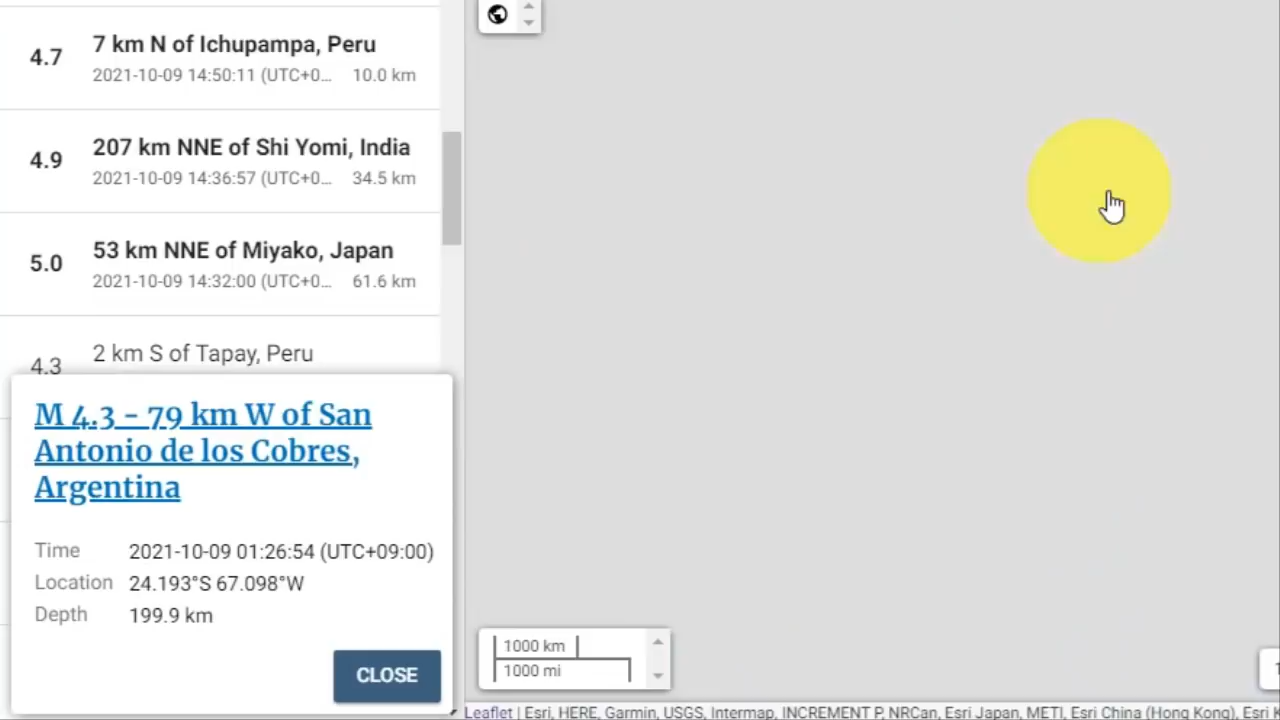 4.7
7 km N of Ichupampa, Peru
2021-10-09 14:50:11 (UTC+0... 10.0 km
4.9
207 km NNE of Shi Yomi, India
2021-10-09 14:36:57 (UTC+0... 34.5 km
5.0
53 km NNE of Miyako, Japan
2021-10-09 14:32:00 (UTC+0... 61.6 km
4.3
2 km S of Tapay, Peru
M 4.3 - 79 km W of San
Antonio de los Cobres,
Argentina
Time 2021-10-09 01:26:54 (UTC+09:00)
Location 24.193°S 67.098°W
Depth 199.9 km
CLOSE
1000 km
1000 mi
Leaflet | Esri, HERE, Garmin, USGS, Intermap, INCREMENT P, NRCan, Esri Japan, METI, Esri China (Hong Kong), Esri